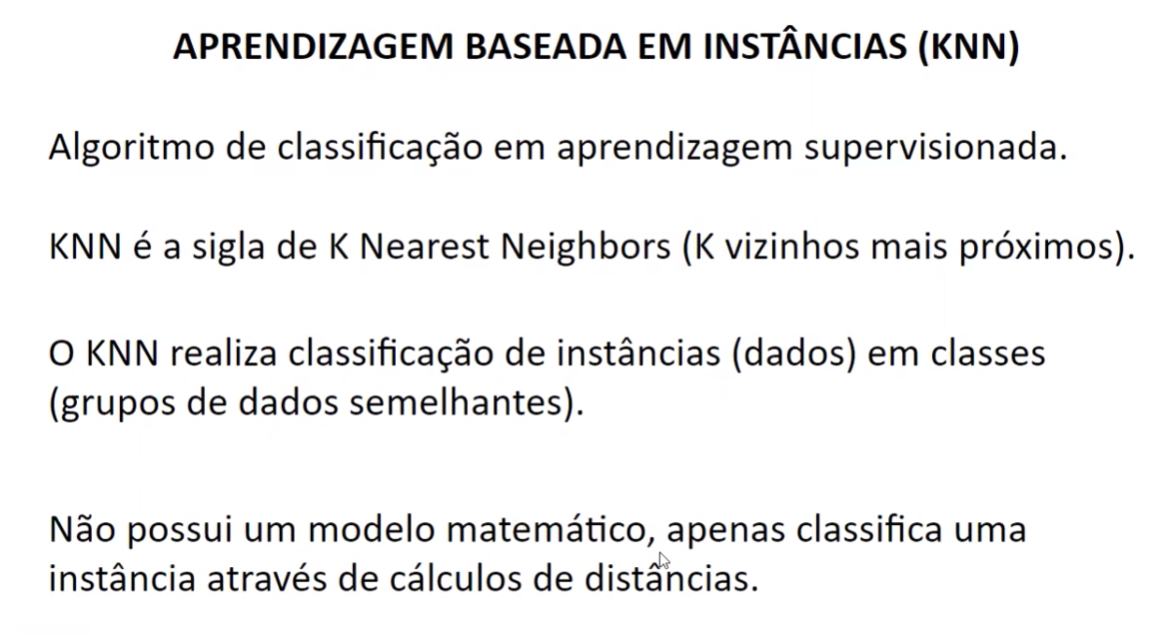 APRENDIZAGEM BASEADA EM INSTÂNCIAS (KNN)
Algoritmo de classificação em aprendizagem supervisionada.
KNN é a sigla de K Nearest Neighbors (K vizinhos mais próximos).
O KNN realiza classificação de instâncias (dados) em classes
(grupos de dados semelhantes).
Não possui um modelo matemático, apenas classifica uma
instância através de cálculos de distâncias.